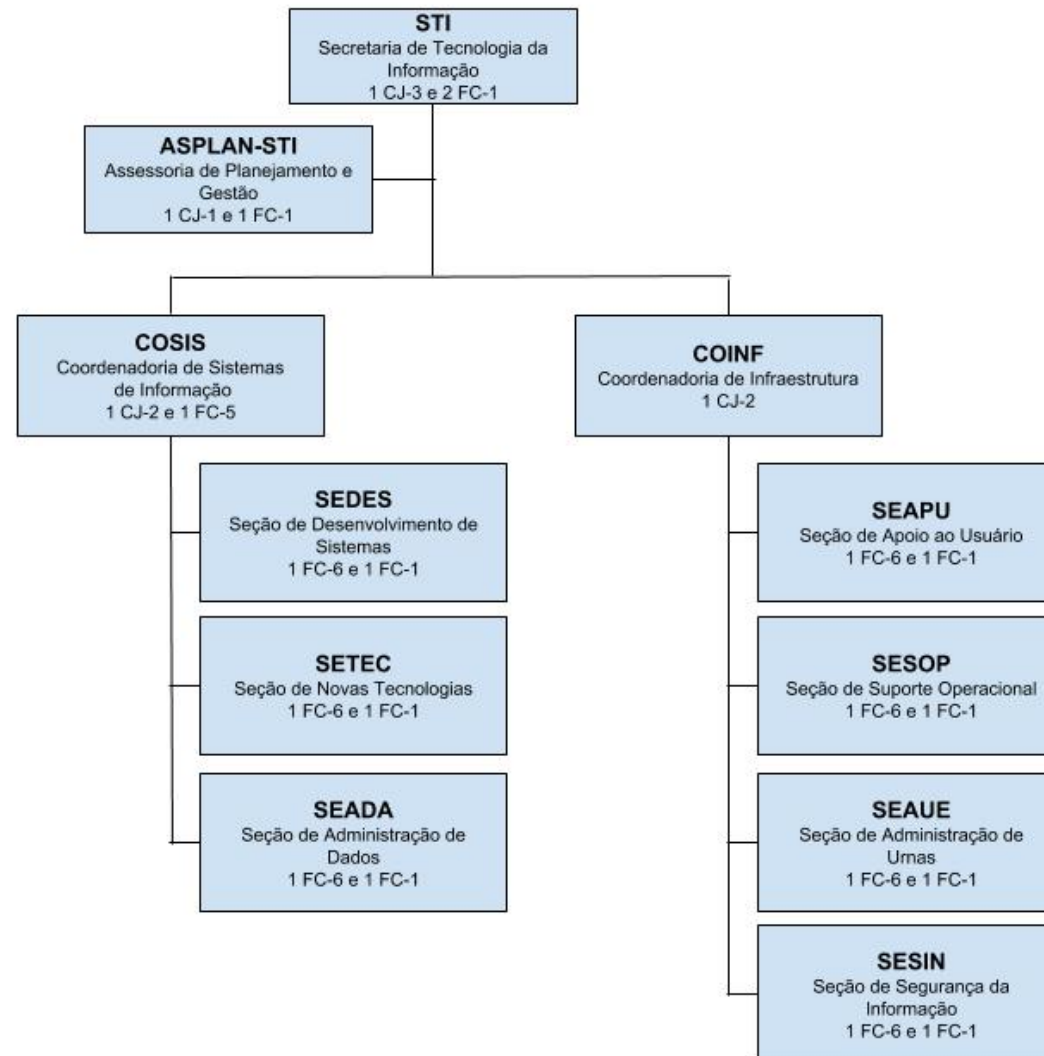 STI
Secretaria de Tecnologia da
Informação
1 CJ-3 e 2 FC-1
ASPLAN-STI
Assessoria de Planejamento e
Gestão
1 CJ-1 e 1 FC-1
COSIS
Coordenadoria de Sistemas
de Informação
1 CJ-2 e 1 FC-5
COINF
Coordenadoria de Infraestrutura
1 CJ-2
SEDES
Seção de Desenvolvimento de
Sistemas
1 FC-6 e 1 FC-1
SETEC
Seção de Novas Tecnologias
1 FC-6 e 1 FC-1
SEADA
Seção de Administração de
Dados
1 FC-6 e 1 FC-1
SEAPU
Seção de Apoio ao Usuário
1 FC-6 e 1 FC-1
SESOP
Seção de Suporte Operacional
1 FC-6 e 1 FC-1
SEAUE
Seção de Administração de
Urnas
1 FC-6 e 1 FC-1
SESIN
Seção de Segurança da
Informação
1 FC-6 e 1 FC-1